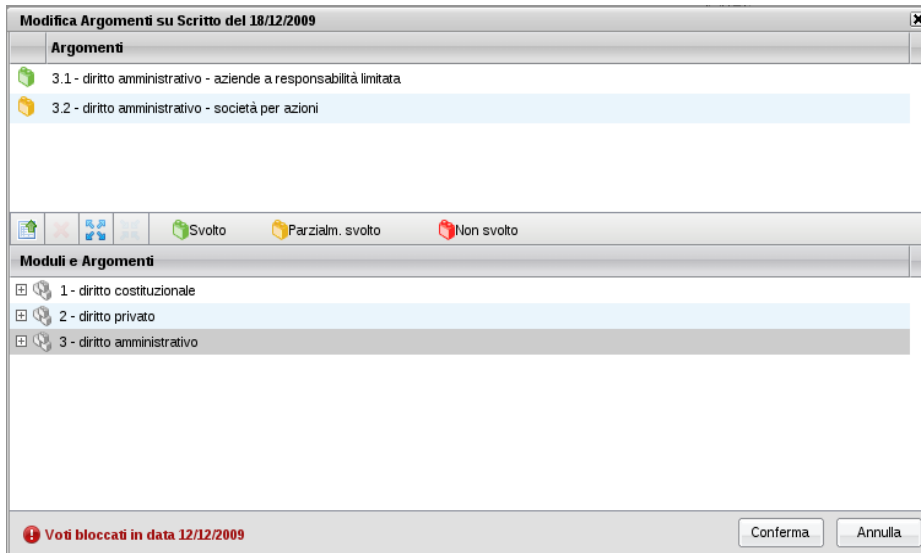 Modifica Argomenti su Scritto del 18/12/2009
Argomenti
3.1 - diritto amministrativo - aziende a responsabilità limitata
3.2 - diritto amministrativo - società per azioni
Svolto Parzialm. svolto Non svolto
Moduli e Argomenti
1 - diritto costituzionale
2 - diritto privato
3 - diritto amministrativo
Voti bloccati in data 12/12/2009 Conferma Annulla